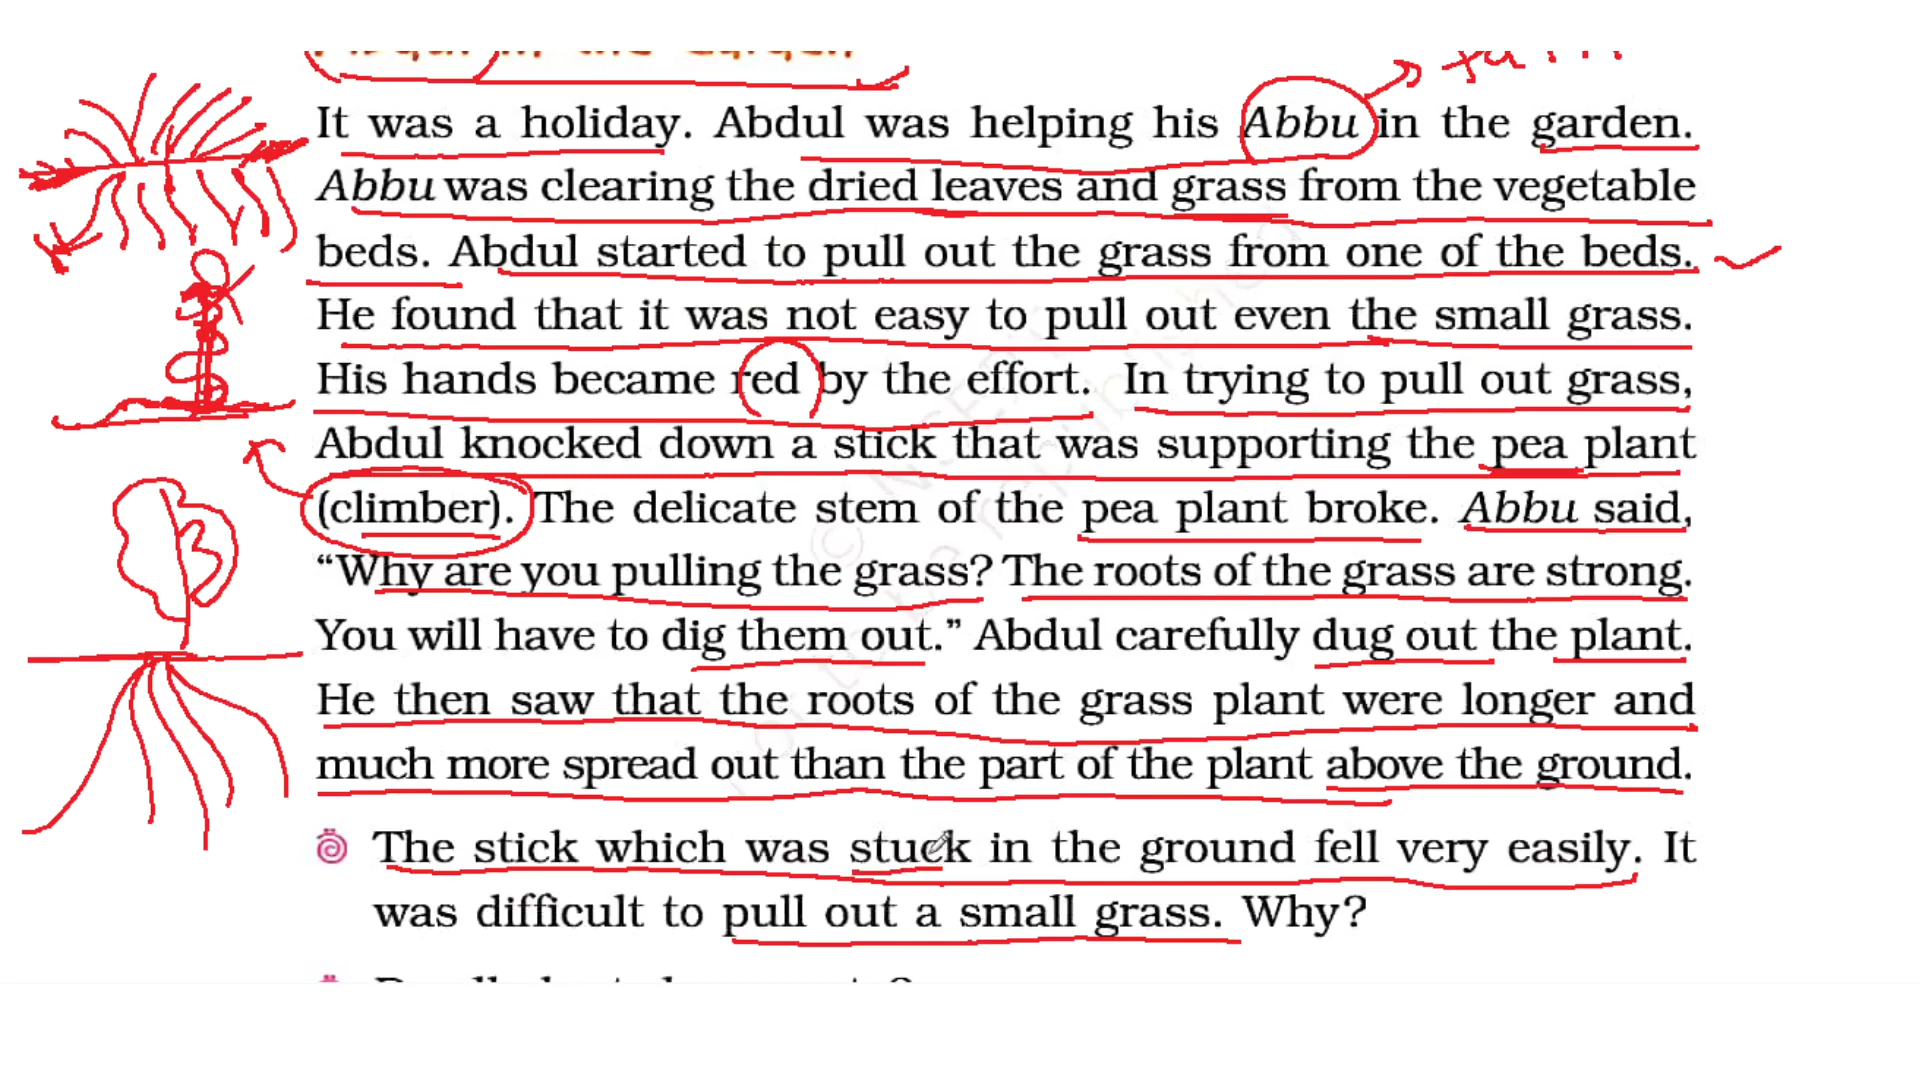 It was a holiday. Abdul was helping his Abbu in the garden.
Abbu was clearing the dried leaves and grass from the vegetable
beds. Abdul started to pull out the grass from one of the beds.
He found that it was not easy to pull out even the small grass.
His hands became red by the effort. In trying to pull out grass,
Abdul knocked down a stick that was supporting the pea plant
(climber). The delicate stem of the pea plant broke. Abbu said,
“Why are you pulling the grass? The roots of the grass are strong.
You will have to dig them out.” Abdul carefully dug out the plant.
He then saw that the roots of the grass plant were longer and
much more spread out than the part of the plant above the ground.
The stick which was stuck in the ground fell very easily. It
was difficult to pull out a small grass. Why?